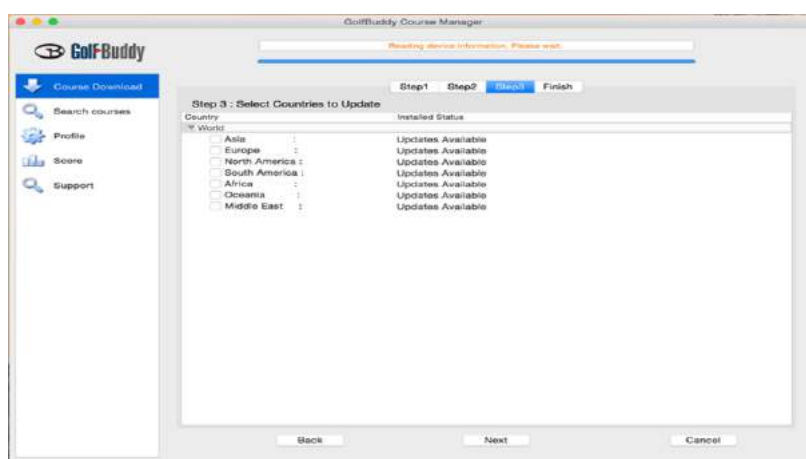 GolfBuddy Course Manager
GolFBuddy
Reading device information, Please wait.
Course Download
Search courses
Profile
Score
Support
Step1 Step2 Step3 Finish
Step 3 : Select Countries to Update
Country Installed Status
World
Asia : Updates Available
Europe : Updates Available
North America : Updates Available
South America : Updates Available
Africa : Updates Available
Oceania : Updates Available
Middle East : Updates Available
Back Next Cancel